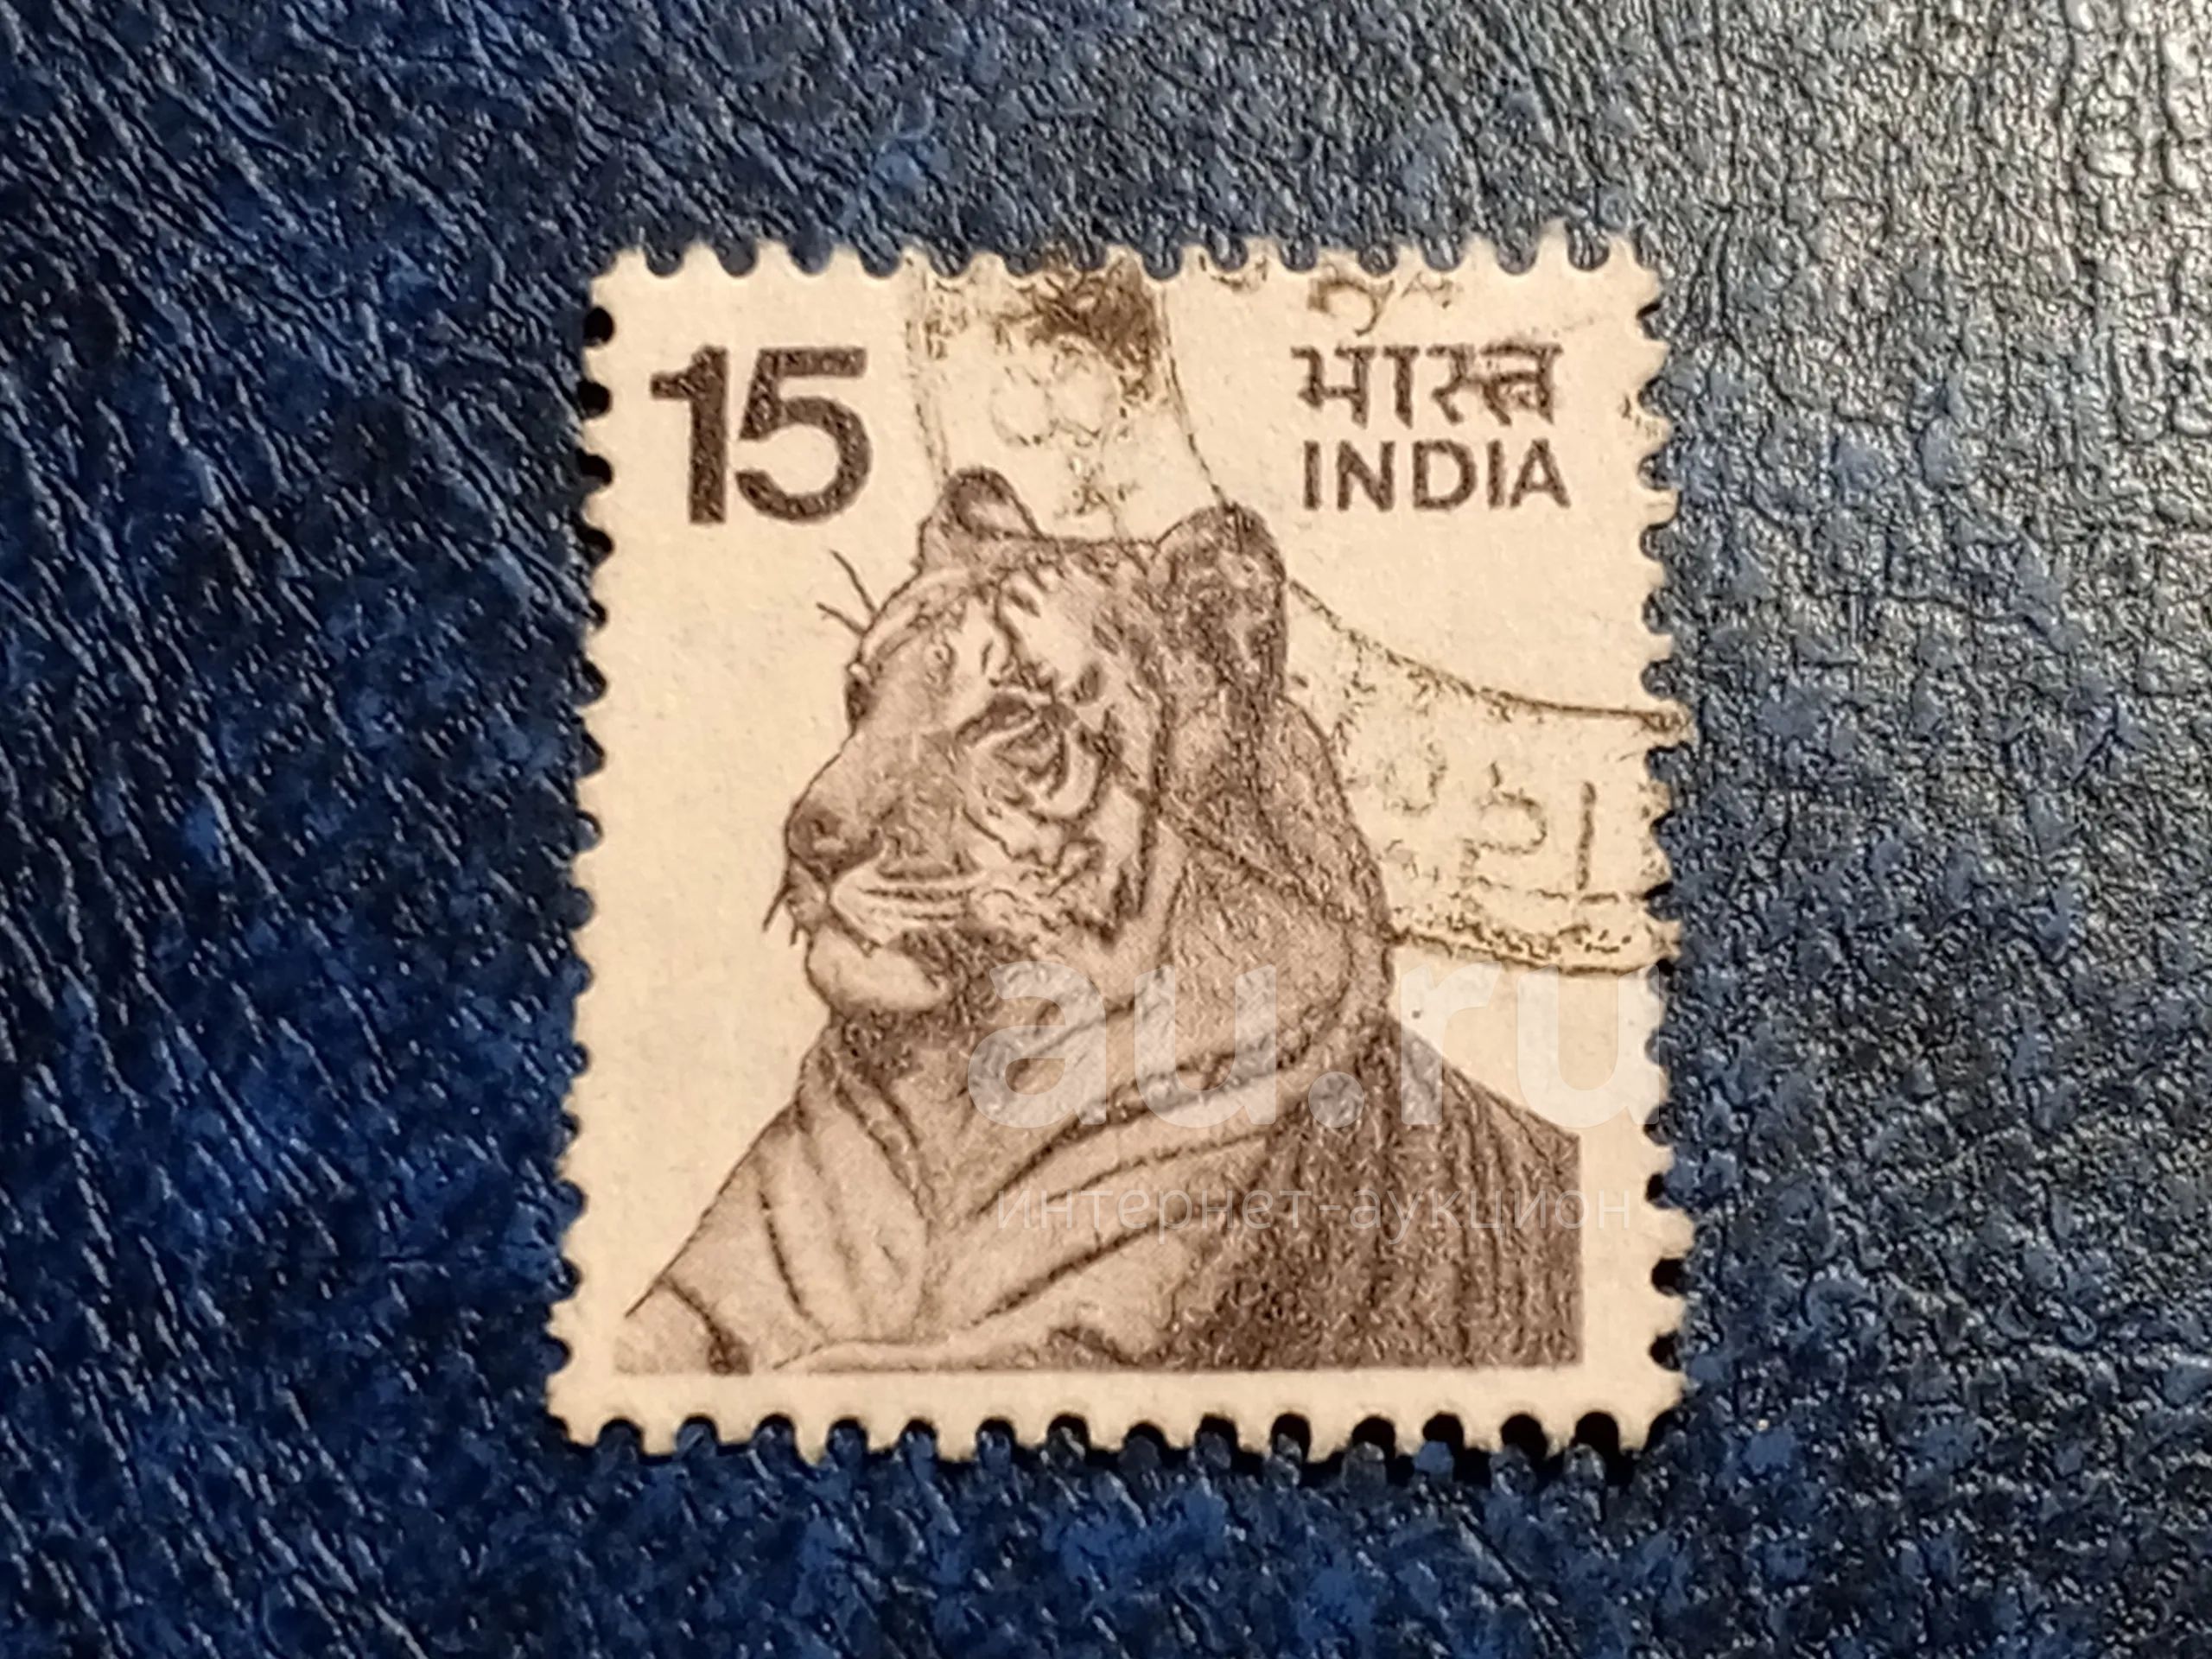 15
भारत
INDIA
au.ru
интернет-аукцион